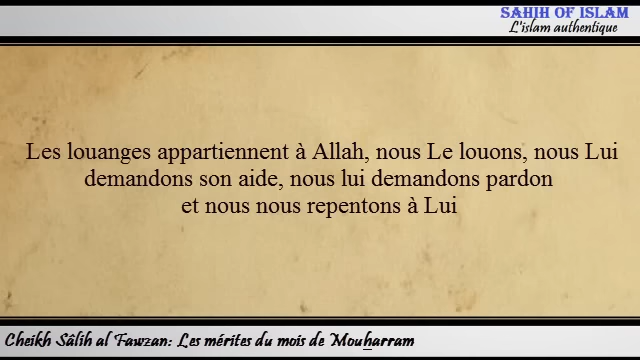 SAHIH OF ISLAM
L'islam authentique
Les louanges appartiennent à Allah, nous Le louons, nous Lui
demandons son aide, nous lui demandons pardon
et nous nous repentons à Lui
Cheikh Sâlih al Fawzan: Les mérites du mois de Mouharram